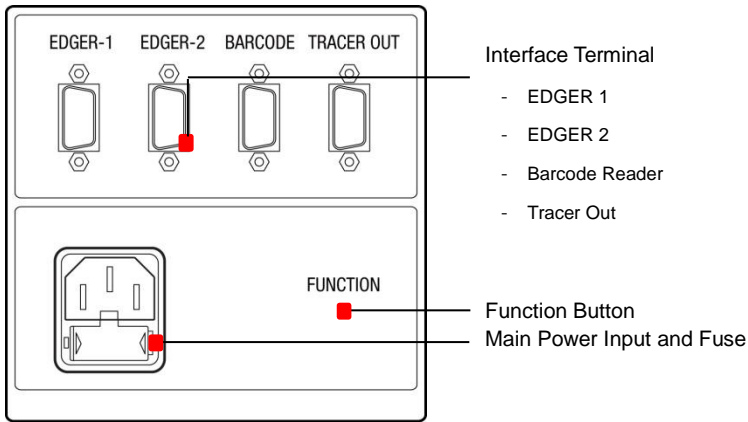 EDGER-1 EDGER-2 BARCODE TRACER OUT
Interface Terminal
- EDGER 1
- EDGER 2
- Barcode Reader
- Tracer Out
FUNCTION
Function Button
Main Power Input and Fuse